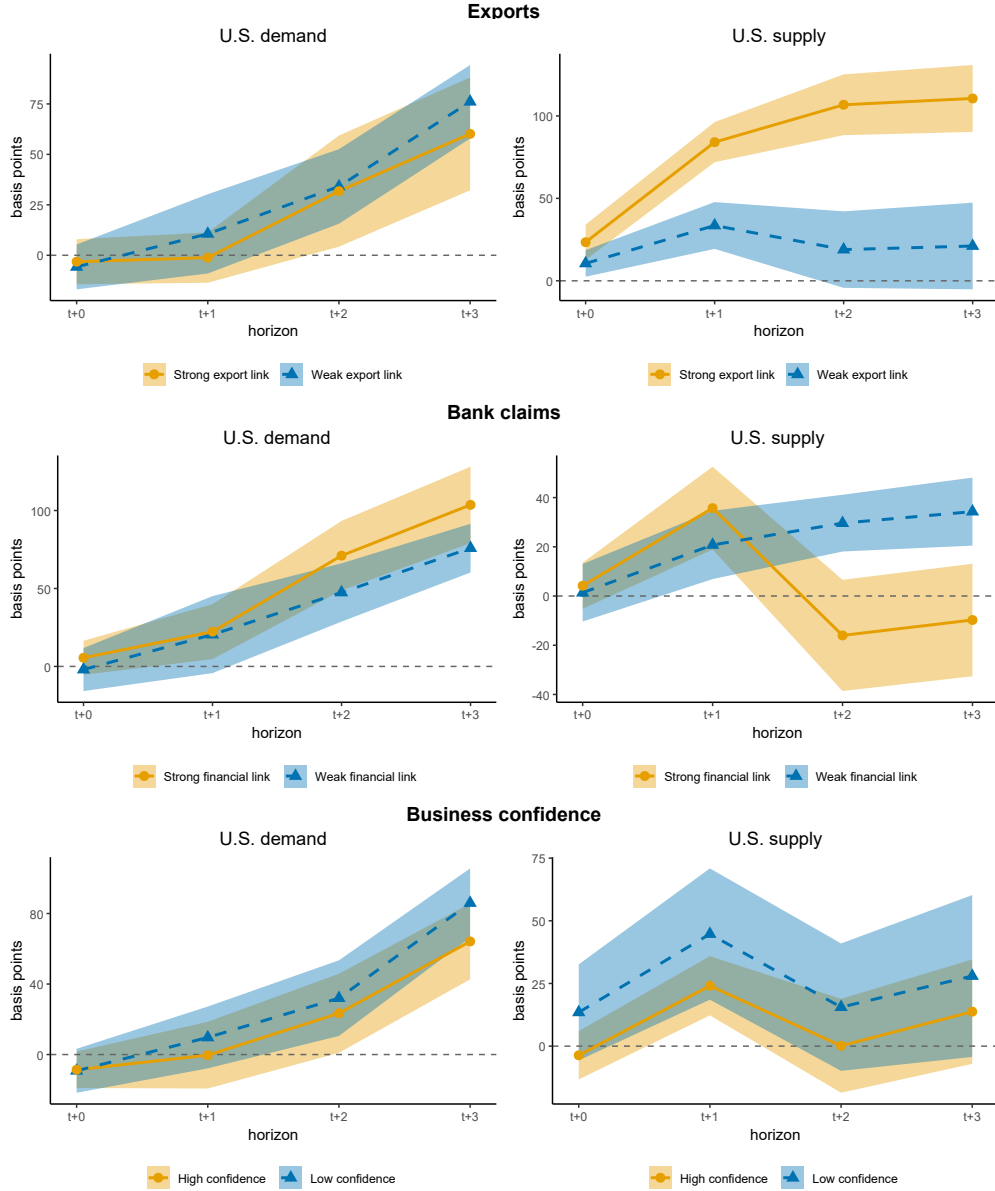 Exports
U.S. demand
U.S. supply
basis points
75
50
25
0
t+0 t+1 t+2 t+3
horizon
basis points
100
50
0
t+0 t+1 t+2 t+3
horizon
Strong export link Weak export link
Strong export link Weak export link
Bank claims
U.S. demand
U.S. supply
basis points
100
50
0
t+0 t+1 t+2 t+3
horizon
basis points
40
20
0
-20
-40
t+0 t+1 t+2 t+3
horizon
Strong financial link Weak financial link
Strong financial link Weak financial link
Business confidence
U.S. demand
U.S. supply
basis points
80
40
0
t+0 t+1 t+2 t+3
horizon
basis points
75
50
25
0
t+0 t+1 t+2 t+3
horizon
High confidence Low confidence
High confidence Low confidence